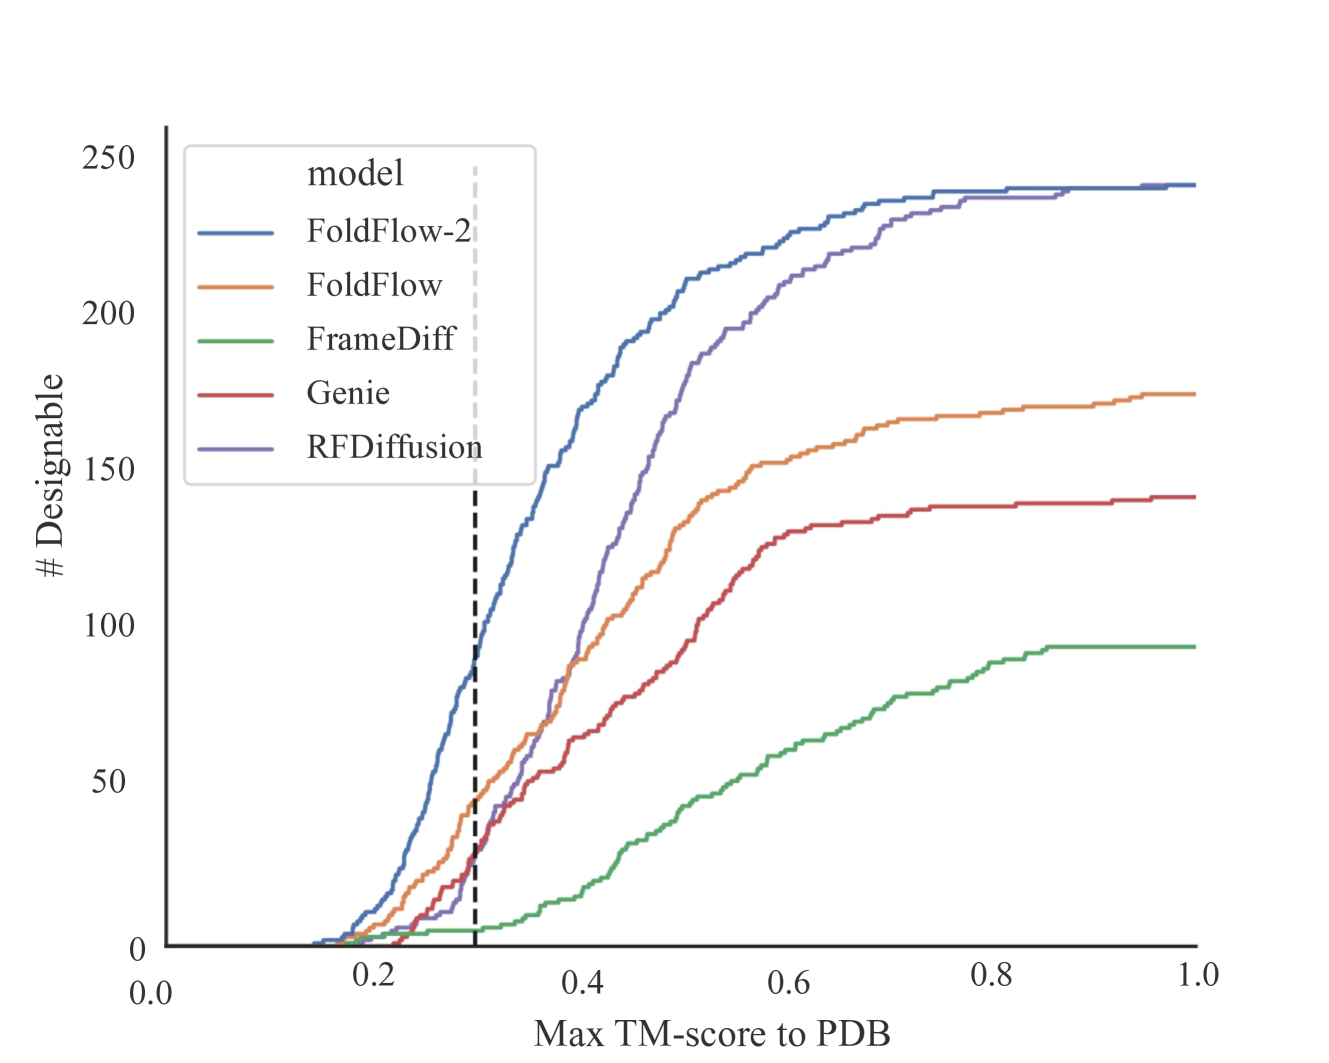 250
200
150
100
50
0
# Designable
model
FoldFlow-2
FoldFlow
FrameDiff
Genie
RFDiffusion
0.0
0.2
0.4
0.6
0.8
1.0
Max TM-score to PDB